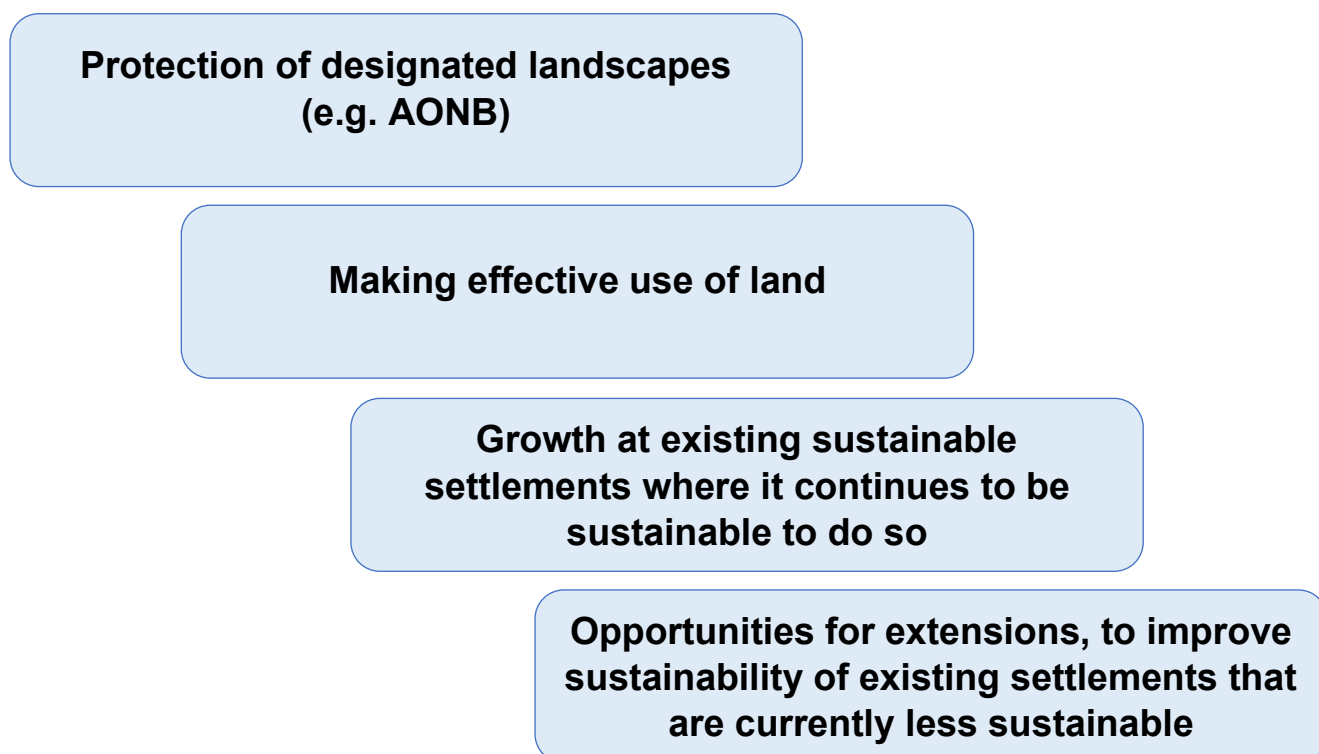 Protection of designated landscapes
(e.g. AONB)
Making effective use of land
Growth at existing sustainable
settlements where it continues to be
sustainable to do so
Opportunities for extensions, to improve
sustainability of existing settlements that
are currently less sustainable